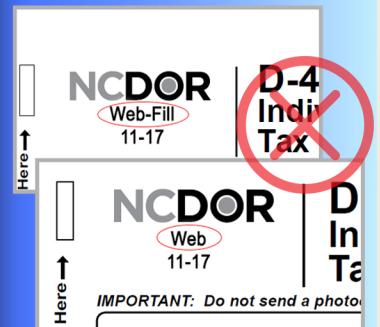 NCDOR
Web-Fill
11-17
D-4
Indiv
Tax
Here
NCDOR
Web
11-17
D
In
Ta
Here
IMPORTANT: Do not send a photo